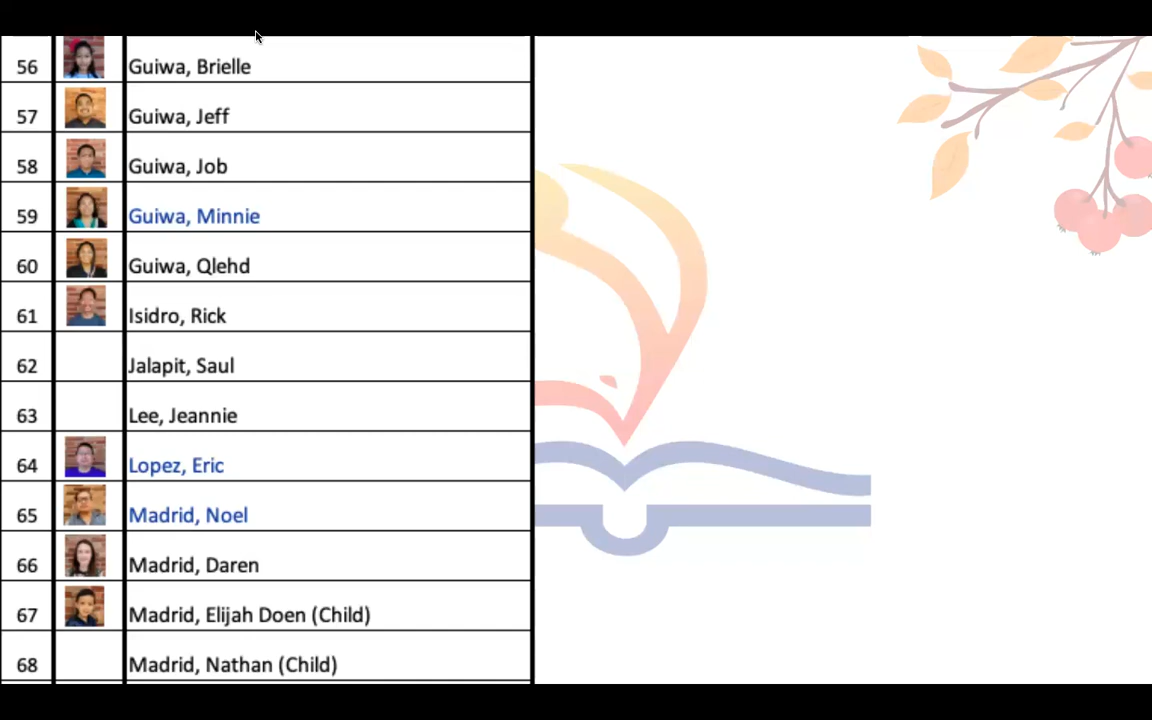 56 Guiwa, Brielle
57 Guiwa, Jeff
58 Guiwa, Job
59 Guiwa, Minnie
60 Guiwa, Qlehd
61 Isidro, Rick
62 Jalapit, Saul
63 Lee, Jeannie
64 Lopez, Eric
65 Madrid, Noel
66 Madrid, Daren
67 Madrid, Elijah Doen (Child)
68 Madrid, Nathan (Child)